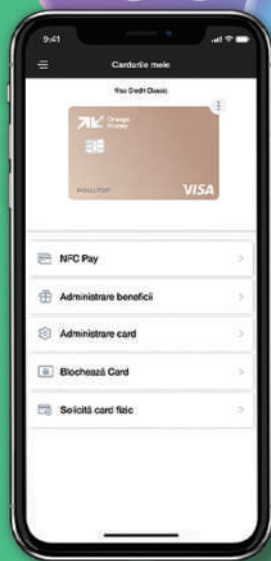 9:41
Cardurile mele
Visa Credit Classic
Orange
Money
VISA
NFC Pay
Administrare beneficii
Administrare card
Blochează Card
Solicită card fizic